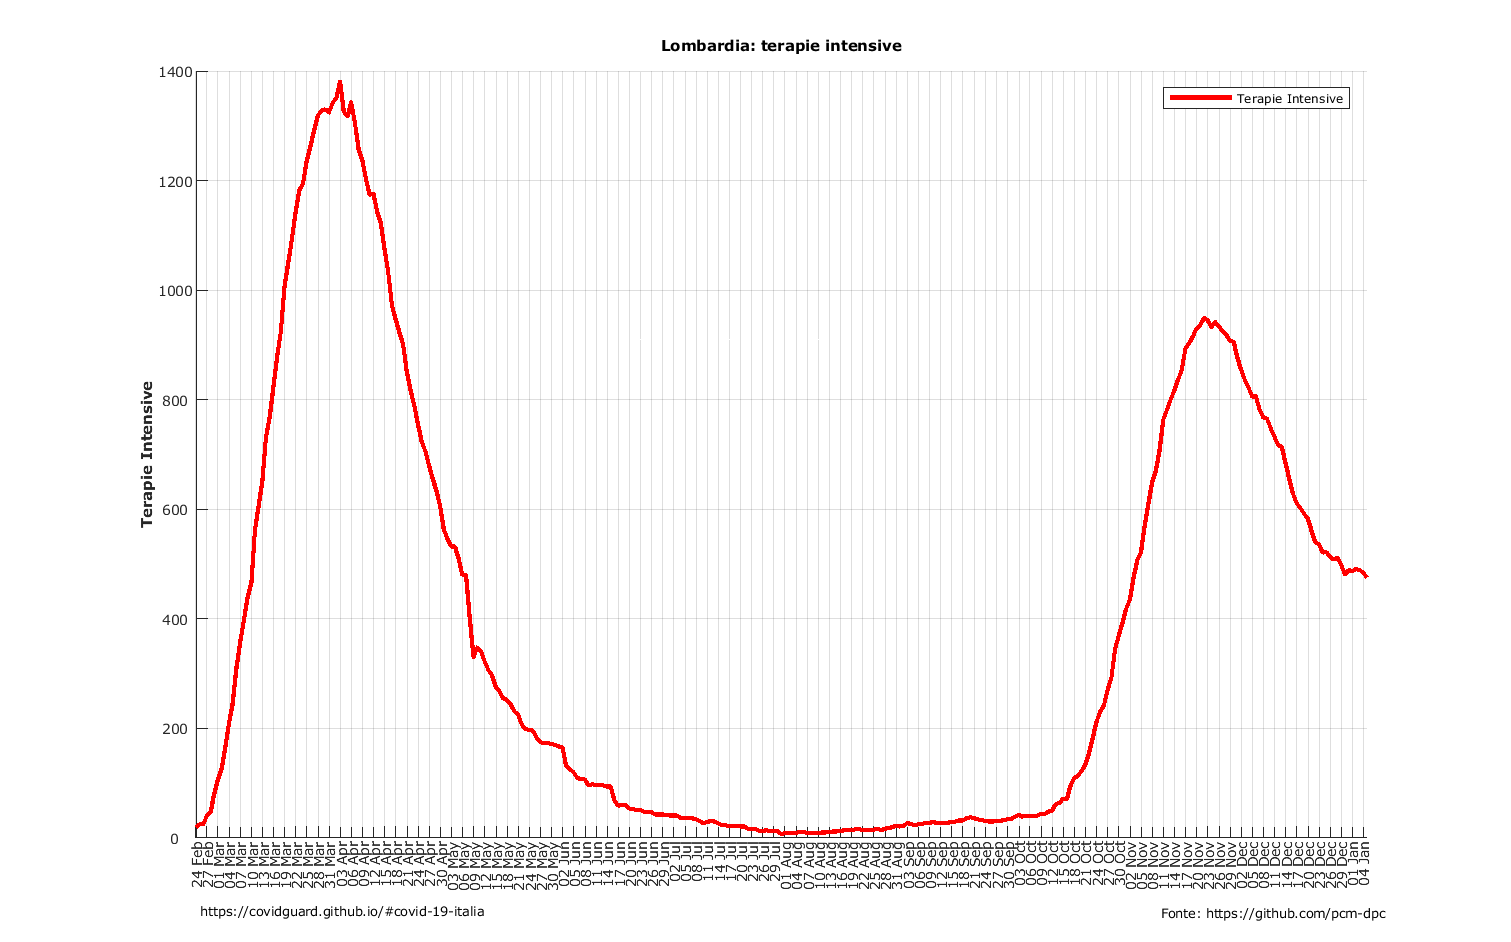 Lombardia: terapie intensive
Terapie Intensive
1400
1200
1000
800
600
400
200
0
Terapie Intensive
24 Feb
27 Feb
01 Mar
04 Mar
07 Mar
10 Mar
13 Mar
16 Mar
19 Mar
22 Mar
25 Mar
28 Mar
31 Mar
03 Apr
06 Apr
09 Apr
12 Apr
15 Apr
18 Apr
21 Apr
24 Apr
27 Apr
30 Apr
03 May
06 May
09 May
12 May
15 May
18 May
21 May
24 May
27 May
30 May
02 Jun
05 Jun
08 Jun
11 Jun
14 Jun
17 Jun
20 Jun
23 Jun
26 Jun
29 Jun
02 Jul
05 Jul
08 Jul
11 Jul
14 Jul
17 Jul
20 Jul
23 Jul
26 Jul
29 Jul
01 Aug
04 Aug
07 Aug
10 Aug
13 Aug
16 Aug
19 Aug
22 Aug
25 Aug
28 Aug
31 Aug
03 Sep
06 Sep
09 Sep
12 Sep
15 Sep
18 Sep
21 Sep
24 Sep
27 Sep
30 Sep
03 Oct
06 Oct
09 Oct
12 Oct
15 Oct
18 Oct
21 Oct
24 Oct
27 Oct
30 Oct
02 Nov
05 Nov
08 Nov
11 Nov
14 Nov
17 Nov
20 Nov
23 Nov
26 Nov
29 Nov
02 Dec
05 Dec
08 Dec
11 Dec
14 Dec
17 Dec
20 Dec
23 Dec
26 Dec
29 Dec
01 Jan
04 Jan
https://covidguard.github.io/#covid-19-italia
Fonte: https://github.com/pcm-dpc